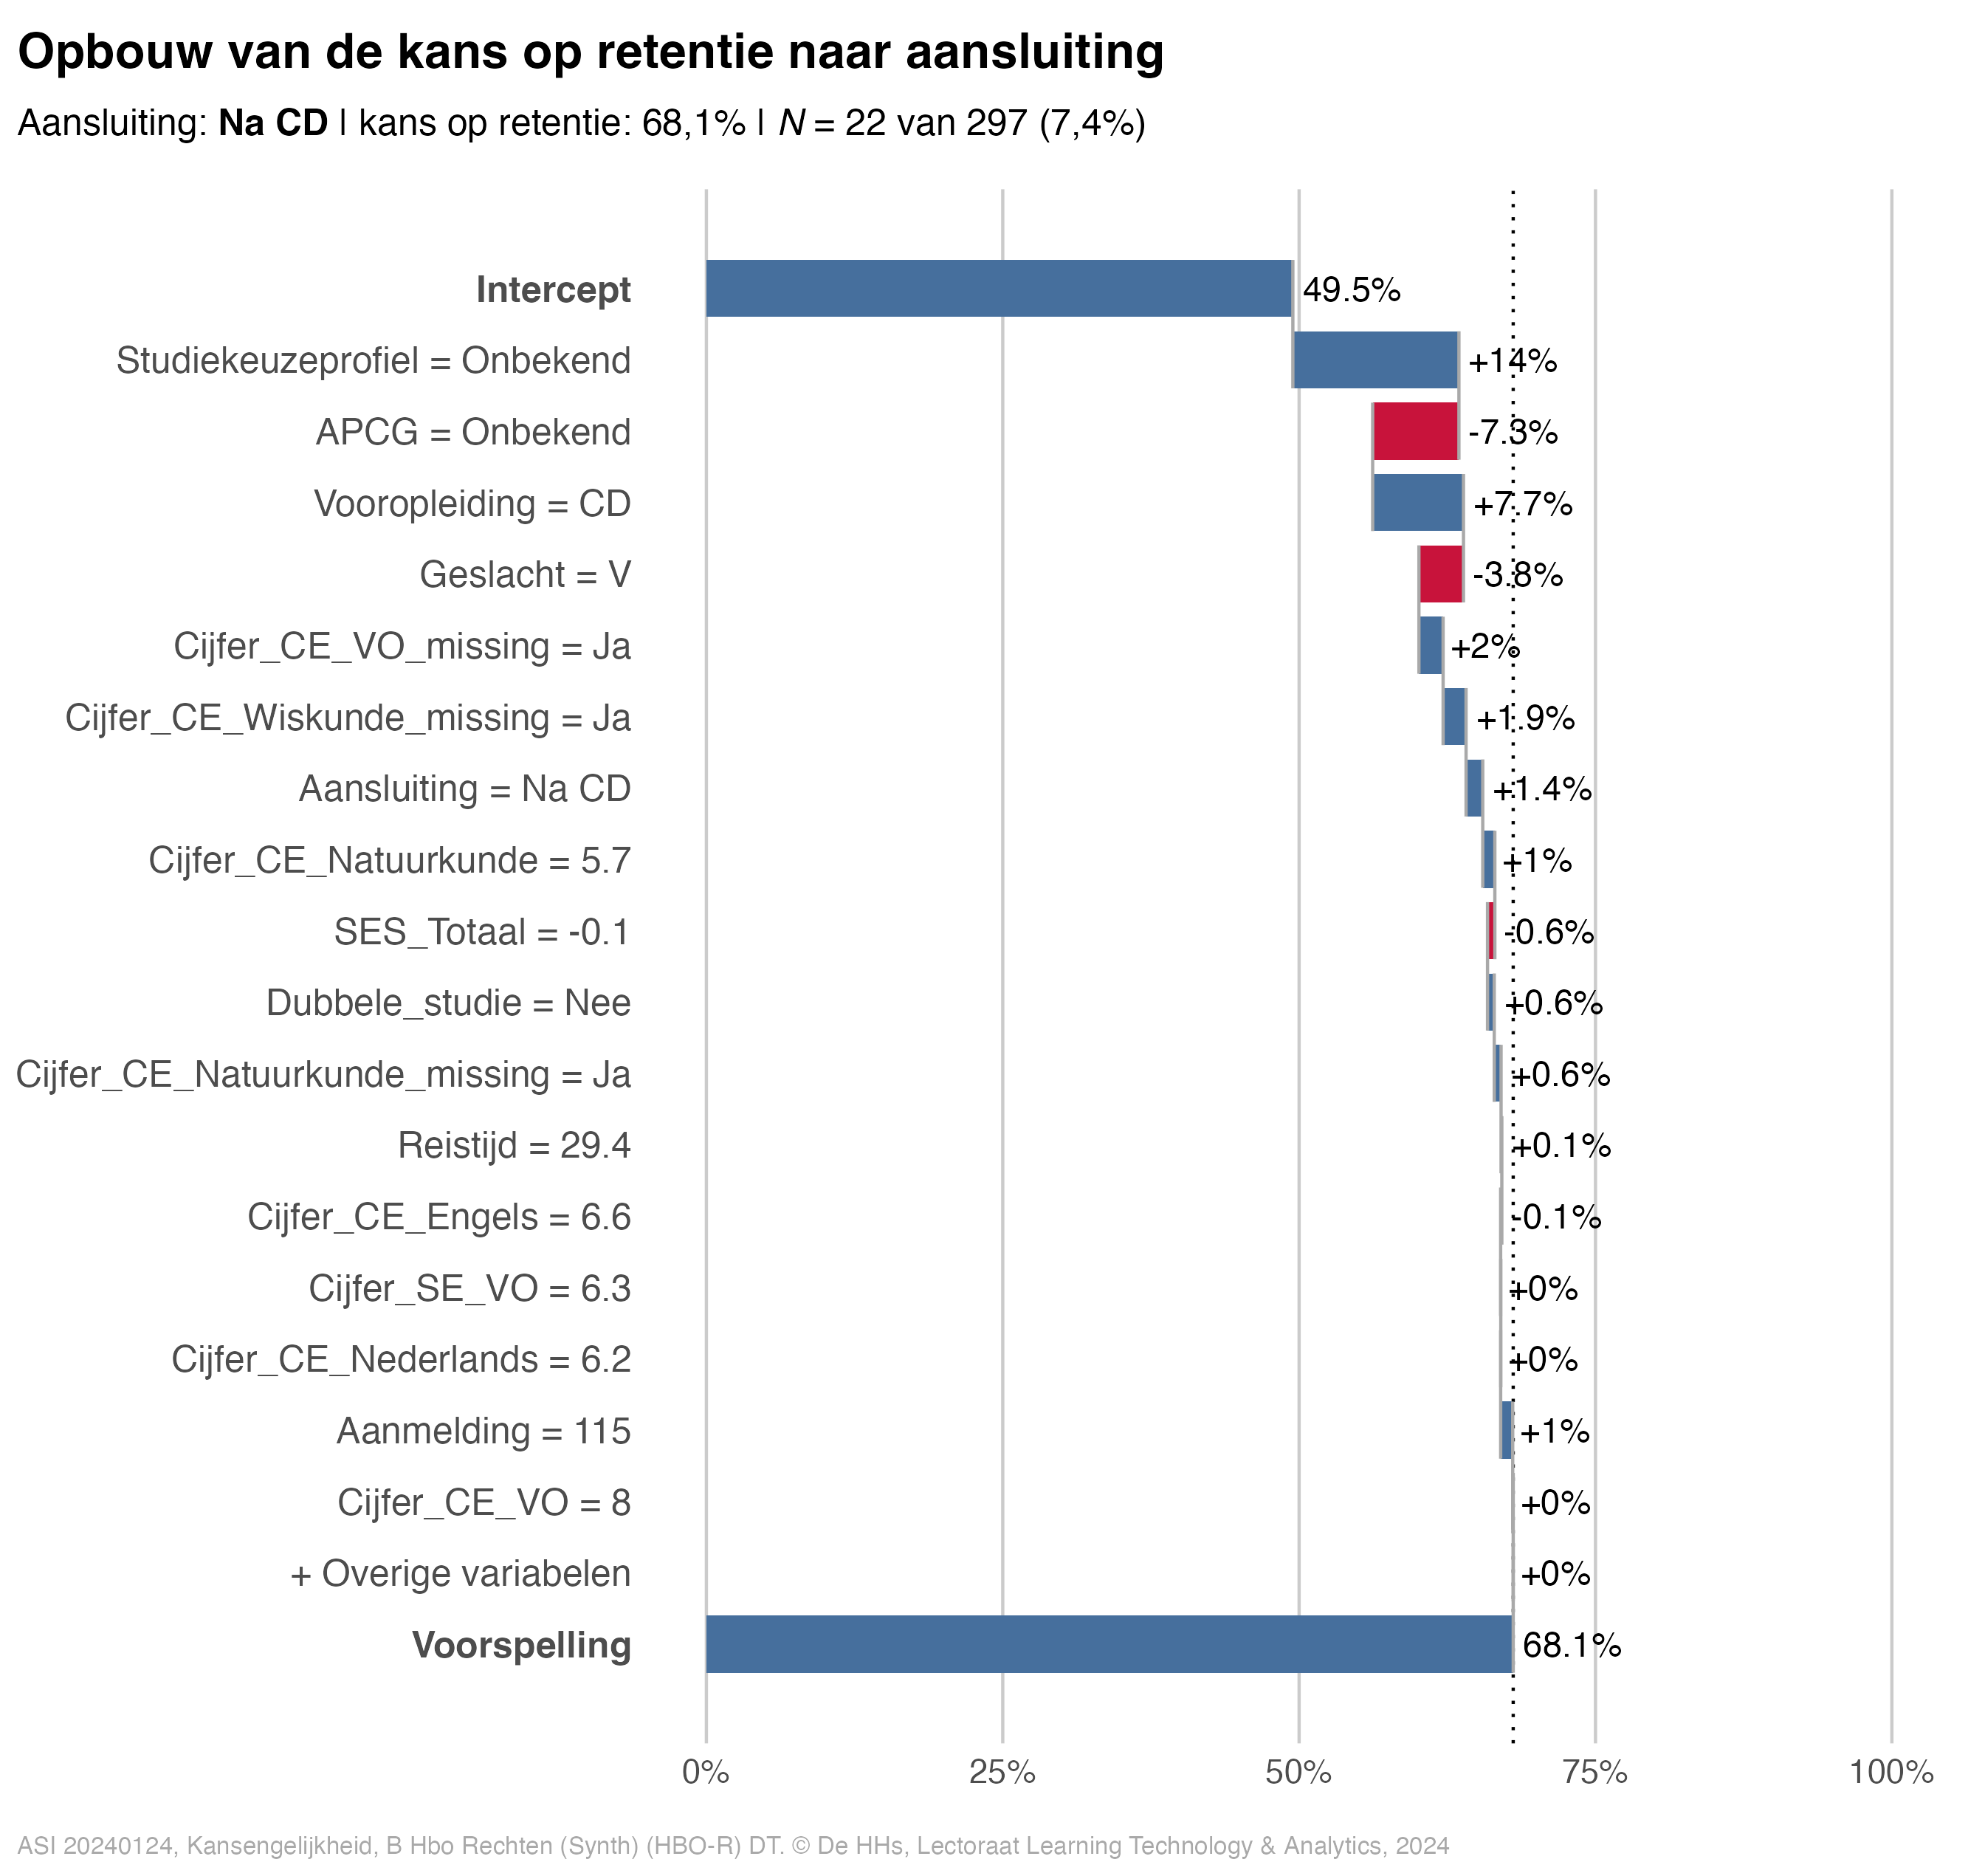 Opbouw van de kans op retentie naar aansluiting
Aansluiting: Na CD | kans op retentie: 68,1% | N = 22 van 297 (7,4%)
Intercept 49.5%
Studiekeuzeprofiel = Onbekend +14%
APCG = Onbekend -7.3%
Vooropleiding = CD +7.7%
Geslacht = V -3.8%
Cijfer_CE_VO_missing = Ja +2%
Cijfer_CE_Wiskunde_missing = Ja +1.9%
Aansluiting = Na CD +1.4%
Cijfer_CE_Natuurkunde = 5.7 +1%
SES_Totaal = -0.1 -0.6%
Dubbele_studie = Nee +0.6%
Cijfer_CE_Natuurkunde_missing = Ja +0.6%
Reistijd = 29.4 +0.1%
Cijfer_CE_Engels = 6.6 -0.1%
Cijfer_SE_VO = 6.3 +0%
Cijfer_CE_Nederlands = 6.2 +0%
Aanmelding = 115 +1%
Cijfer_CE_VO = 8 +0%
+ Overige variabelen +0%
Voorspelling 68.1%
0% 25% 50% 75% 100%
ASI 20240124, Kansengelijkheid, B Hbo Rechten (Synth) (HBO-R) DT. © De HHs, Lectoraat Learning Technology & Analytics, 2024